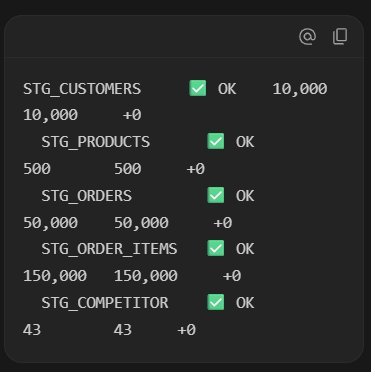 STG_CUSTOMERS ✅ OK 10,000
10,000 +0
STG_PRODUCTS ✅ OK
500 500 +0
STG_ORDERS ✅ OK
50,000 50,000 +0
STG_ORDER_ITEMS ✅ OK
150,000 150,000 +0
STG_COMPETITOR ✅ OK
43 43 +0